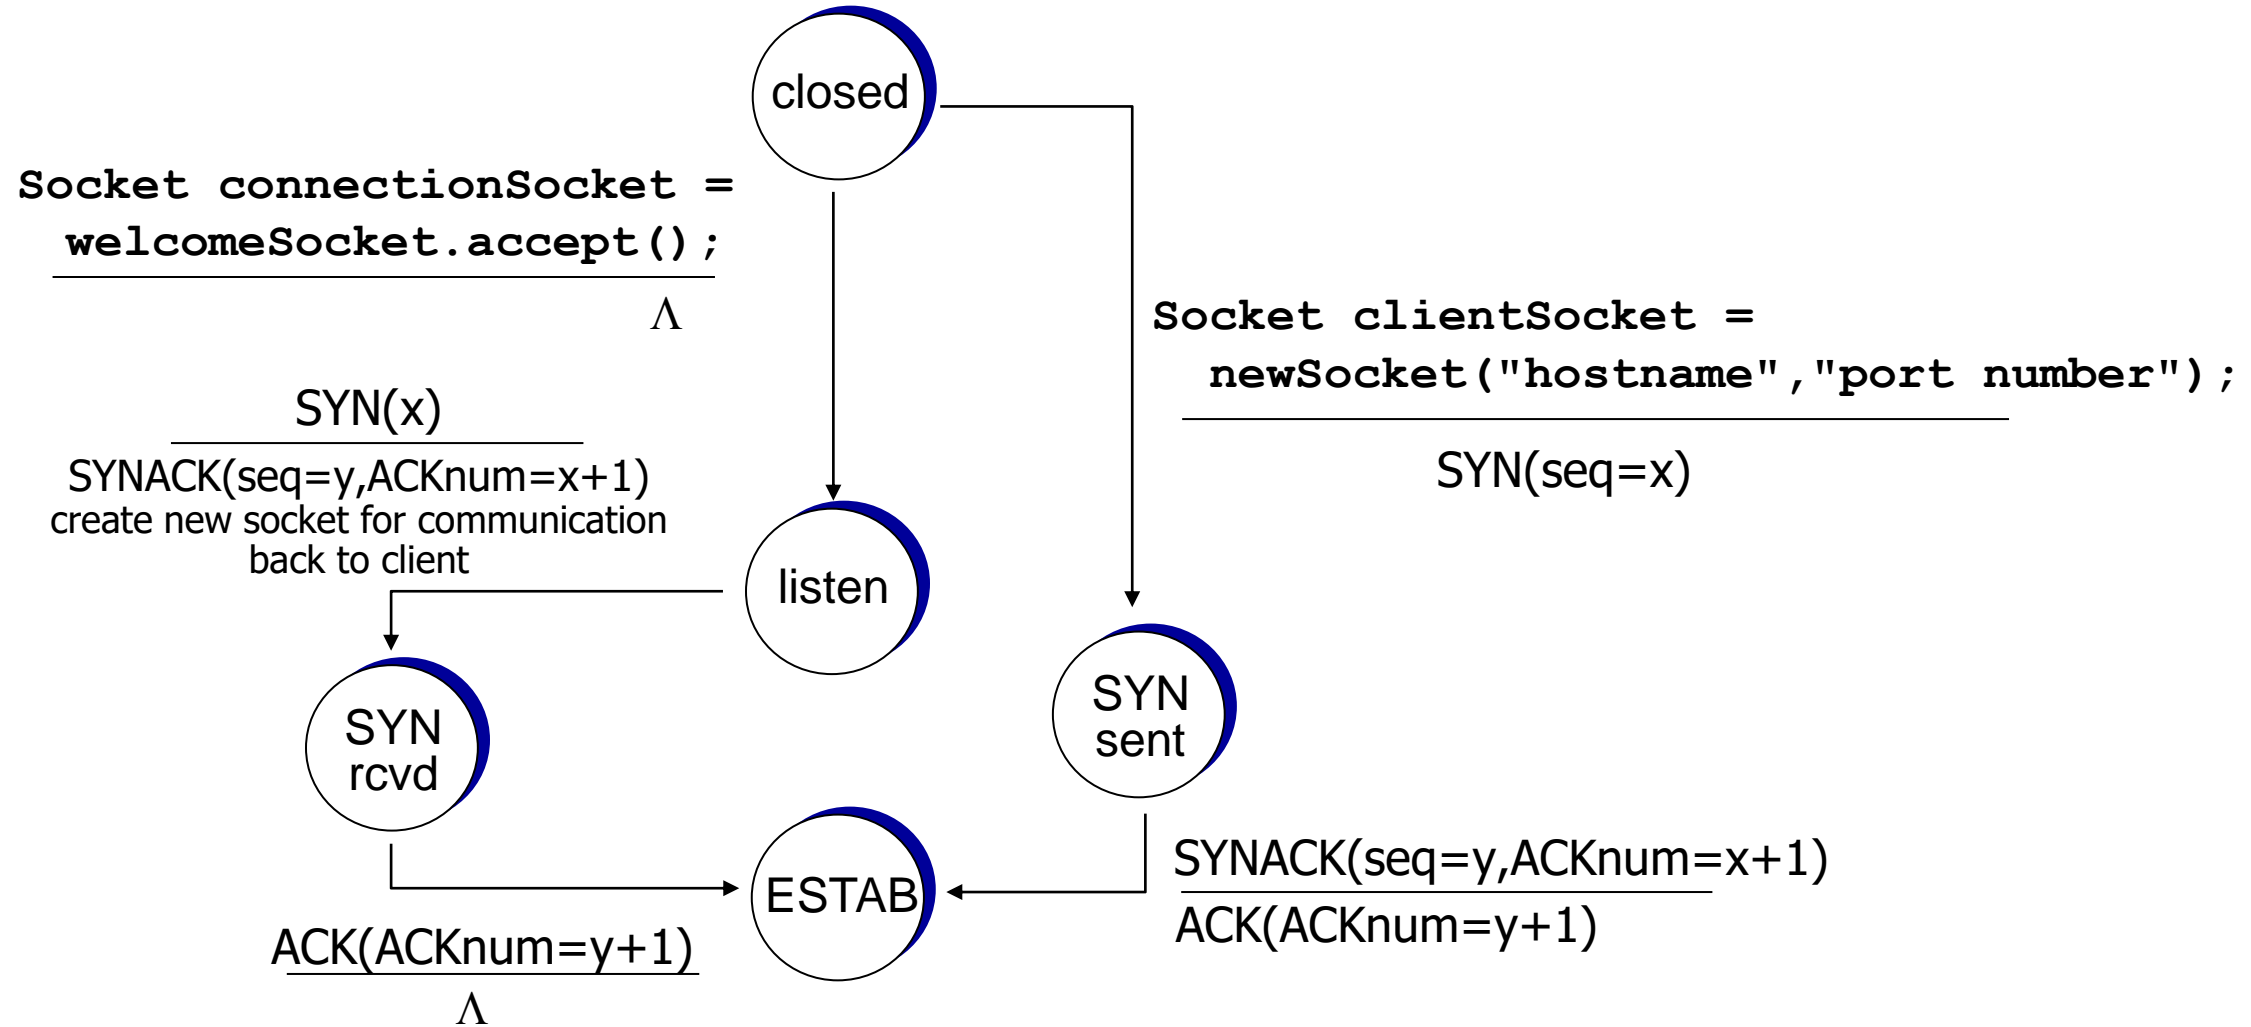 closed
Socket connectionSocket =
welcomeSocket.accept();
Λ
Socket clientSocket =
newSocket("hostname","port number");
SYN(seq=x)
SYN(x)
SYNACK(seq=y,ACKnum=x+1)
create new socket for communication
back to client
listen
SYN
rcvd
SYN
sent
ESTAB
SYNACK(seq=y,ACKnum=x+1)
ACK(ACKnum=y+1)
ACK(ACKnum=y+1)
Λ